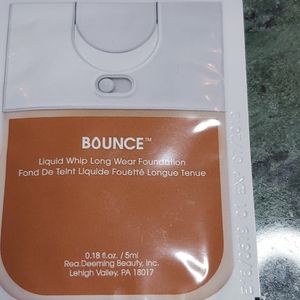 BOUNCE™
Liquid Whip Long Wear Foundation
Fond De Teint Liquide Fouetté Longue Tenue
0.18 fl.oz. / 5ml
Rea.Deeming Beauty, Inc.
Lehigh Valley, PA 18017